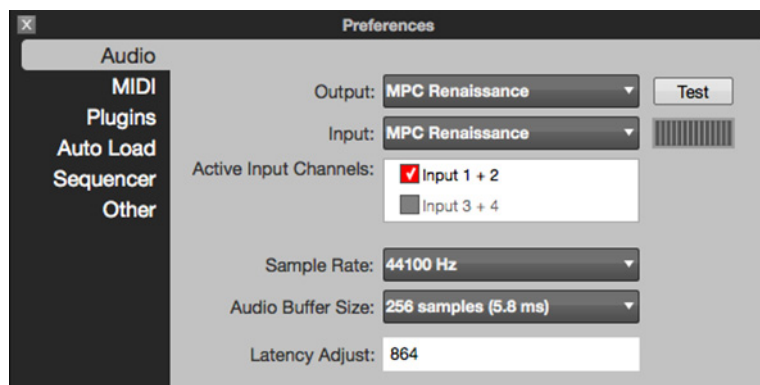 X
Preferences
Audio
MIDI
Plugins
Auto Load
Sequencer
Other
Output: MPC Renaissance Test
Input: MPC Renaissance
Active Input Channels: Input 1 + 2
Input 3 + 4
Sample Rate: 44100 Hz
Audio Buffer Size: 256 samples (5.8 ms)
Latency Adjust: 864